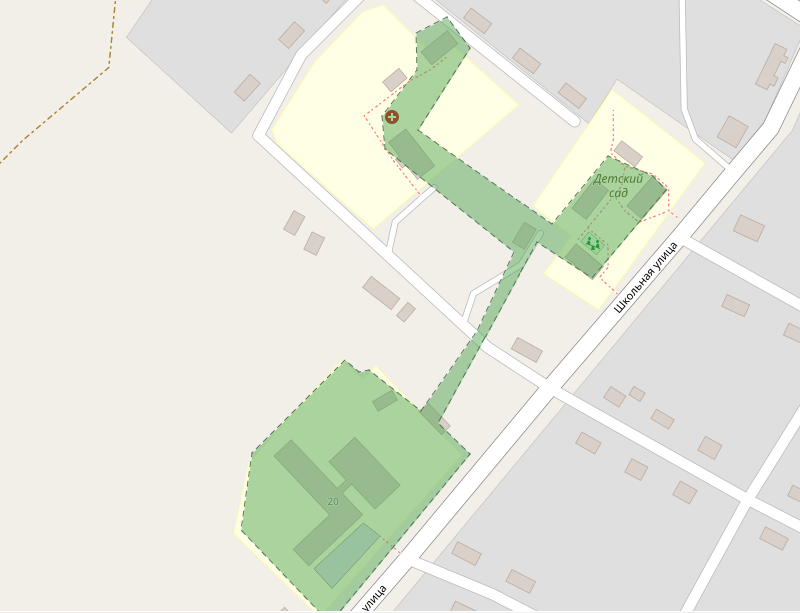 Детский
сад
Школьная улица
20
улица